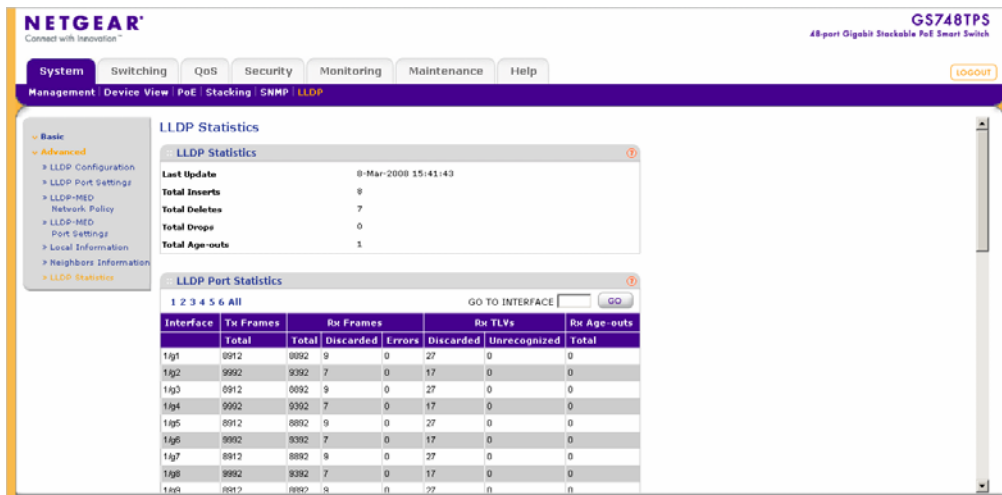 NETGEAR®
Connect with Innovation™
GS748TPS
48-port Gigabit Stackable PoE Smart Switch
System Switching QoS Security Monitoring Maintenance Help
LOGOUT
Management Device View PoE Stacking SNMP LLDP
Basic
Advanced
» LLDP Configuration
» LLDP Port Settings
» LLDP-MED
Network Policy
» LLDP-MED
Port Settings
» Local Information
» Neighbors Information
» LLDP Statistics
LLDP Statistics
LLDP Statistics
Last Update 8-Mar-2008 15:41:43
Total Inserts 8
Total Deletes 7
Total Drops 0
Total Age-outs 1
LLDP Port Statistics
1 2 3 4 5 6 All GO TO INTERFACE GO
Interface Tx Frames Rx Frames Rx TLVs Rx Age-outs
Total Total Discarded Errors Discarded Unrecognized Total
1/g1 8912 8892 9 0 27 0 0
1/g2 9992 9392 7 0 17 0 0
1/g3 8912 8892 9 0 27 0 0
1/g4 9992 9392 7 0 17 0 0
1/g5 8912 8892 9 0 27 0 0
1/g6 9992 9392 7 0 17 0 0
1/g7 8912 8892 9 0 27 0 0
1/g8 9992 9392 7 0 17 0 0
1/g9 8912 8892 9 0 27 0 0